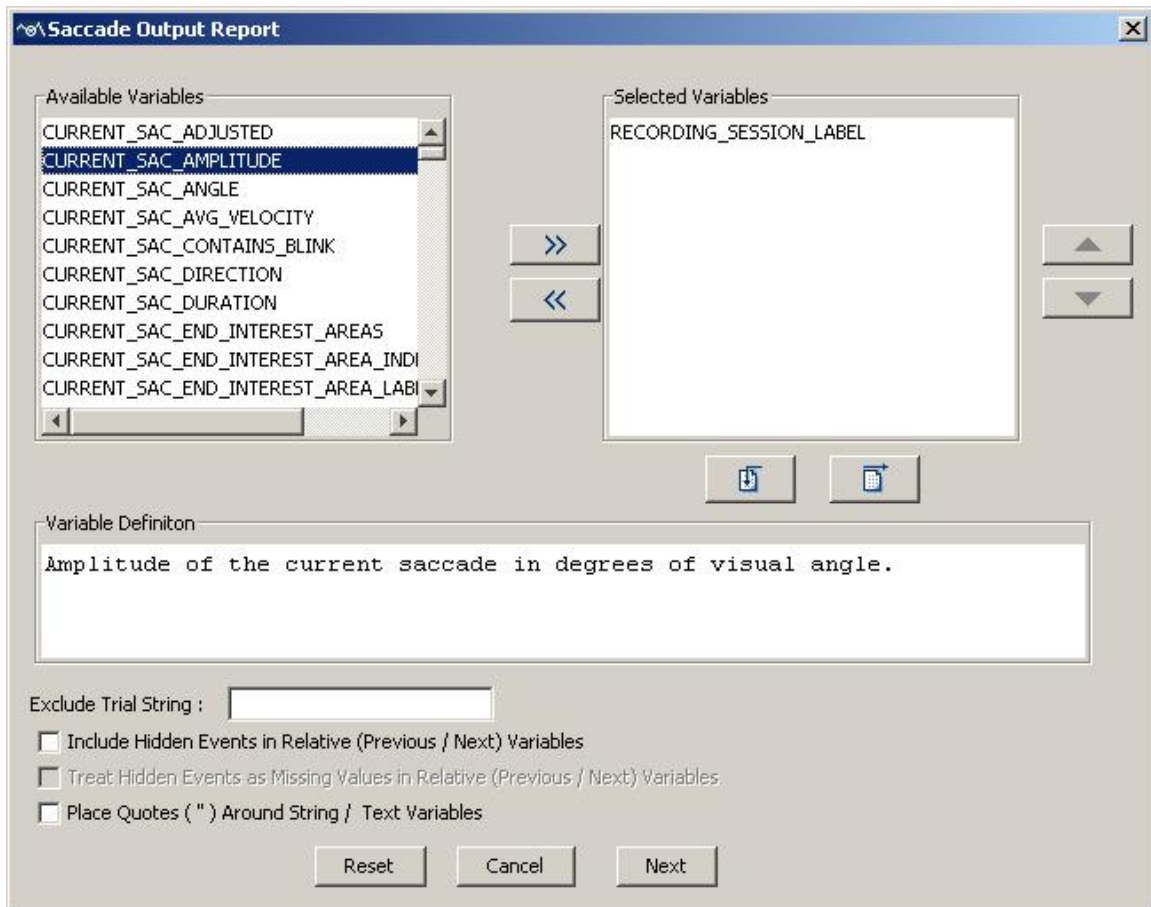 Saccade Output Report
Available Variables
CURRENT_SAC_ADJUSTED
CURRENT_SAC_AMPLITUDE
CURRENT_SAC_ANGLE
CURRENT_SAC_AVG_VELOCITY
CURRENT_SAC_CONTAINS_BLINK
CURRENT_SAC_DIRECTION
CURRENT_SAC_DURATION
CURRENT_SAC_END_INTEREST_AREAS
CURRENT_SAC_END_INTEREST_AREA_IND
CURRENT_SAC_END_INTEREST_AREA_LAB
Selected Variables
RECORDING_SESSION_LABEL
>>
<<
Variable Definiton
Amplitude of the current saccade in degrees of visual angle.
Exclude Trial String :
Include Hidden Events in Relative (Previous / Next) Variables
Treat Hidden Events as Missing Values in Relative (Previous / Next) Variables
Place Quotes ( " ) Around String / Text Variables
Reset Cancel Next